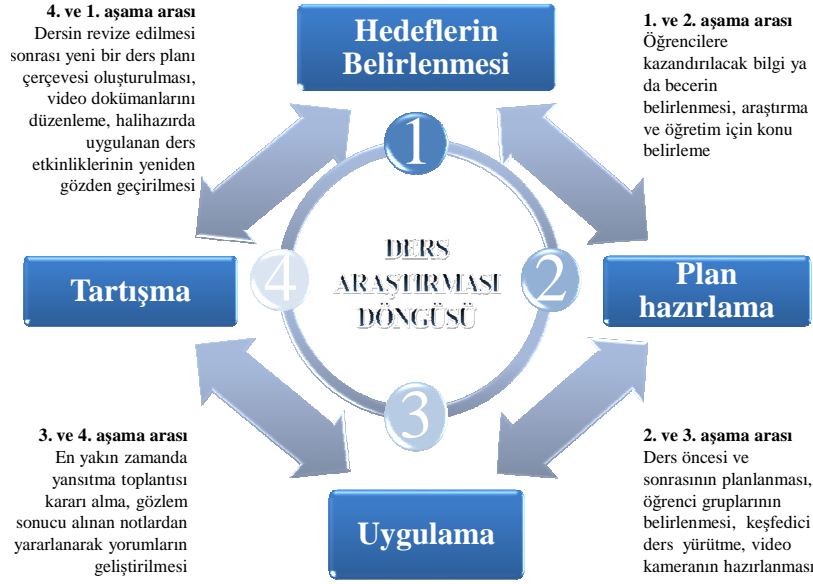 4. ve 1. aşama arası
Dersin revize edilmesi
sonrası yeni bir ders planı
çerçevesi oluşturulması,
video dokümanlarını
düzenleme, halihazırda
uygulanan ders
etkinliklerinin yeniden
gözden geçirilmesi
Hedeflerin
Belirlenmesi
1. ve 2. aşama arası
Öğrencilere
kazandırılacak bilgi ya
da becerin
belirlenmesi, araştırma
ve öğretim için konu
belirleme
1
Tartışma
4
DERS
ARAŞTIRMASI
DÖNGÜSÜ
2
Plan
hazırlama
3
3. ve 4. aşama arası
En yakın zamanda
yansıtma toplantısı
kararı alma, gözlem
sonucu alınan notlardan
yararlanarak yorumların
geliştirilmesi
Uygulama
2. ve 3. aşama arası
Ders öncesi ve
sonrasının planlanması,
öğrenci gruplarının
belirlenmesi, keşfedici
ders yürütme, video
kameranın hazırlanması